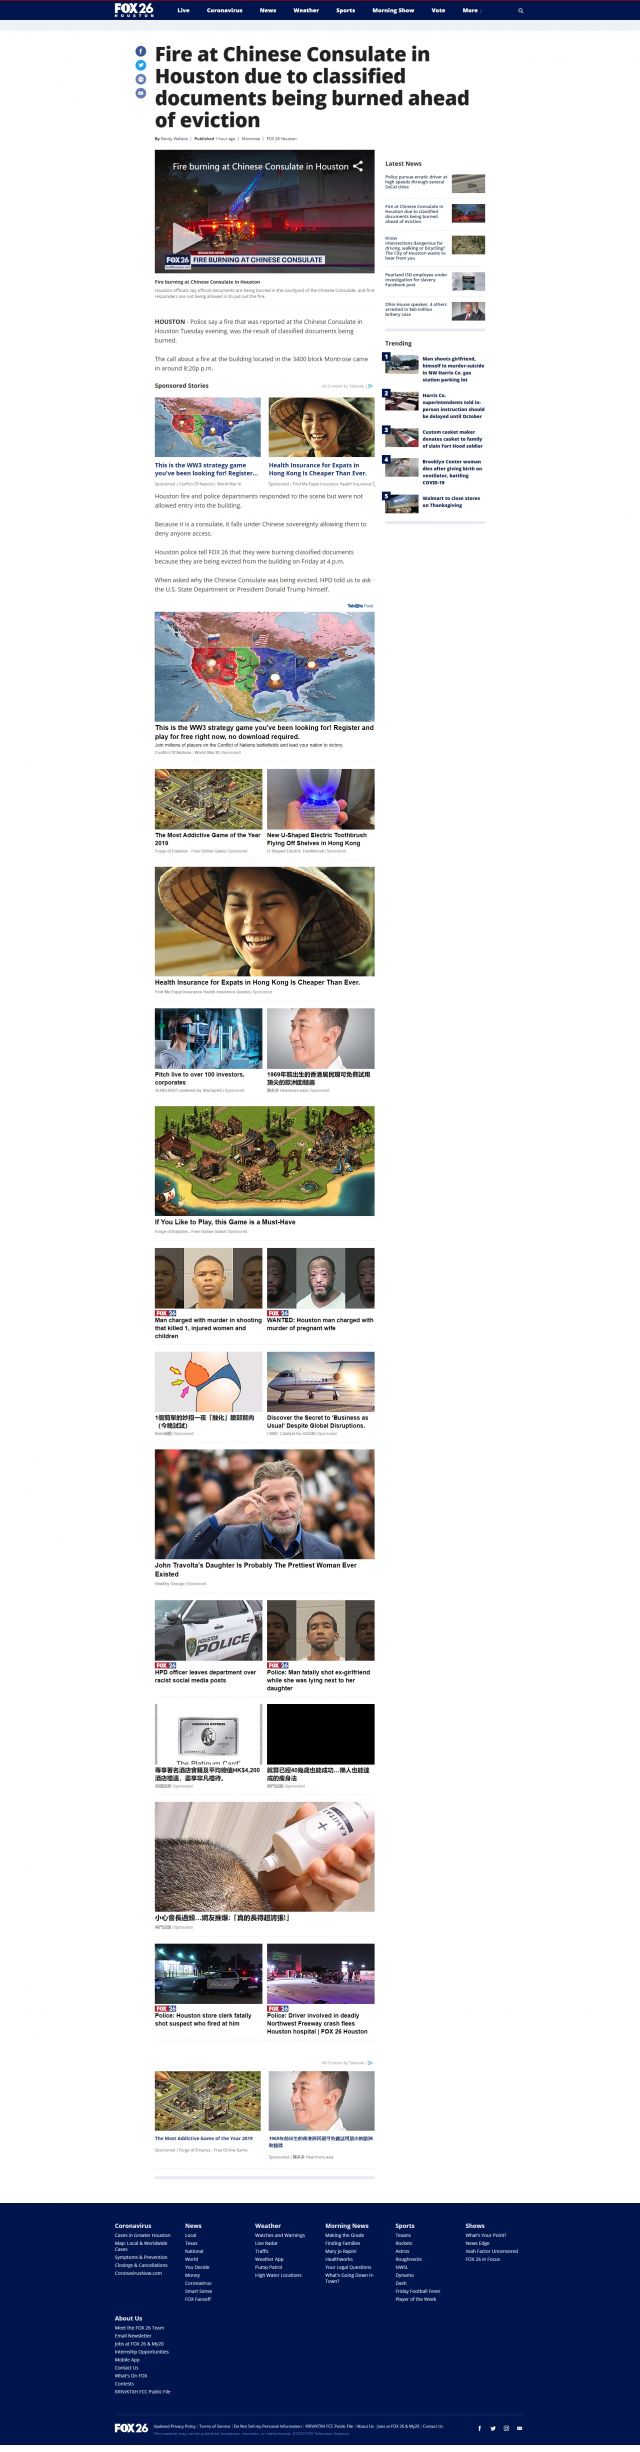 FOX 26
HOUSTON
Live
Coronavirus
News
Weather
Sports
Morning Show
Vote
More
Fire at Chinese Consulate in
Houston due to classified
documents being burned ahead
of eviction
By Randy Wallace | Published 1 hour ago | Montrose | FOX 26 Houston
Fire burning at Chinese Consulate in Houston
BREAKING NEWS
FOX 26
FIRE BURNING AT CHINESE CONSULATE
Fire burning at Chinese Consulate in Houston
Houston officials say official documents are being burned in the courtyard of the Chinese Consulate, and first
responders are not being allowed in to put out the fire.
HOUSTON - Police say a fire that was reported at the Chinese Consulate in
Houston Tuesday evening, was the result of classified documents being
burned.
The call about a fire at the building located in the 3400 block Montrose came
in around 8:20p p.m.
Sponsored Stories
Ad Content by Taboola
This is the WW3 strategy game
you've been looking for! Register...
Sponsored | Conflict Of Nations: World War III
Health Insurance for Expats in
Hong Kong Is Cheaper Than Ever.
Sponsored | Find Me Expat Insurance Health Insurance
Houston fire and police departments responded to the scene but were not
allowed entry into the building.
Because it is a consulate, it falls under Chinese sovereignty allowing them to
deny anyone access.
Houston police tell FOX 26 that they were burning classified documents
because they are being evicted from the building on Friday at 4 p.m.
When asked why the Chinese Consulate was being evicted, HPD told us to ask
the U.S. State Department or President Donald Trump himself.
Taboola Feed
This is the WW3 strategy game you've been looking for! Register and
play for free right now, no download required.
Join millions of players on the Conflict of Nations battlefields and lead your nation to victory.
Conflict Of Nations : World War III | Sponsored
The Most Addictive Game of the Year
2019
Forge of Empires - Free Online Game | Sponsored
New U-Shaped Electric Toothbrush
Flying Off Shelves in Hong Kong
U-Shaped Electric Toothbrush | Sponsored
Health Insurance for Expats in Hong Kong Is Cheaper Than Ever.
Find Me Expat Insurance Health Insurance Quotes | Sponsored
Pitch live to over 100 investors,
corporates
SLINGSHOT powered by StartupSG | Sponsored
1969年前出生的香港居民現可免費試用
頂尖的歐洲助聽器
Hearmore.asia | Sponsored
If You Like to Play, this Game is a Must-Have
Forge of Empires - Free Online Game | Sponsored
FOX 26
Man charged with murder in shooting
that killed 1, injured women and
children
FOX 26
WANTED: Houston man charged with
murder of pregnant wife
1個簡單的妙招一夜「融化」腹部脂肪
（今晚試試）
Sponsored
Discover the Secret to 'Business as
Usual' Despite Global Disruptions.
CNBC Catalyst for ASGM | Sponsored
John Travolta's Daughter Is Probably The Prettiest Woman Ever
Existed
Healthy George | Sponsored
HOUSTON
POLICE
FOX 26
HPD officer leaves department over
racist social media posts
FOX 26
Police: Man fatally shot ex-girlfriend
while she was lying next to her
daughter
AMERICAN EXPRESS
The Platinum Card
專享著名酒店會籍及平均總值HK$4,200
酒店禮遇，盡享非凡禮待。
Sponsored
就算已經40幾歲也能成功…懶人也能達
成的瘦身法
Sponsored
KAMITAI
小心會長過頭…網友推爆:「真的長得超誇張!」
Sponsored
FOX 26
Police: Houston store clerk fatally
shot suspect who fired at him
FOX 26
Police: Driver involved in deadly
Northwest Freeway crash flees
Houston hospital | FOX 26 Houston
Ad Content by Taboola
The Most Addictive Game of the Year 2019
Sponsored | Forge of Empires - Free Online Game
1969年前出生的香港居民現可免費試用頂尖的歐洲
助聽器
Sponsored | Hearmore.asia
Latest News
Police pursue erratic driver at
high speeds through several
SoCal cities
Fire at Chinese Consulate in
Houston due to classified
documents being burned
ahead of eviction
Know
intersections dangerous for
driving, walking or bicycling?
The City of Houston wants to
hear from you
Pearland ISD employee under
investigation for slavery
Facebook post
Ohio House speaker, 4 others
arrested in $60 million
bribery case
Trending
1
Man shoots girlfriend,
himself in murder-suicide
in NW Harris Co. gas
station parking lot
2
Harris Co.
superintendents told in-
person instruction should
be delayed until October
3
Custom casket maker
donates casket to family
of slain Fort Hood soldier
4
Brooklyn Center woman
dies after giving birth on
ventilator, battling
COVID-19
5
Walmart to close stores
on Thanksgiving
Coronavirus
Cases in Greater Houston
Map: Local & Worldwide
Cases
Symptoms & Prevention
Closings & Cancellations
CoronavirusNow.com
News
Local
Texas
National
World
You Decide
Money
Coronavirus
Smart Sense
FOX Faceoff
Weather
Watches and Warnings
Live Radar
Traffic
Weather App
Pump Patrol
High Water Locations
Morning News
Making the Grade
Finding Families
Mary Jo Rapini
Healthworks
Your Legal Questions
What's Going Down H-
Town?
Sports
Texans
Rockets
Astros
Roughnecks
NWSL
Dynamo
Dash
Friday Football Fever
Player of the Week
Shows
What's Your Point?
News Edge
Isiah Factor Uncensored
FOX 26 in Focus
About Us
Meet the FOX 26 Team
Email Newsletter
Jobs at FOX 26 & My20
Internship Opportunities
Mobile App
Contact Us
What's On FOX
Contests
KRIV/KTXH FCC Public File
FOX 26
Updated Privacy Policy | Terms of Service | Do Not Sell my Personal Information | KRIV/KTXH FCC Public File | About Us | Jobs at FOX 26 & My20 | Contact Us
This material may not be published, broadcast, rewritten, or redistributed. ©2020 FOX Television Stations